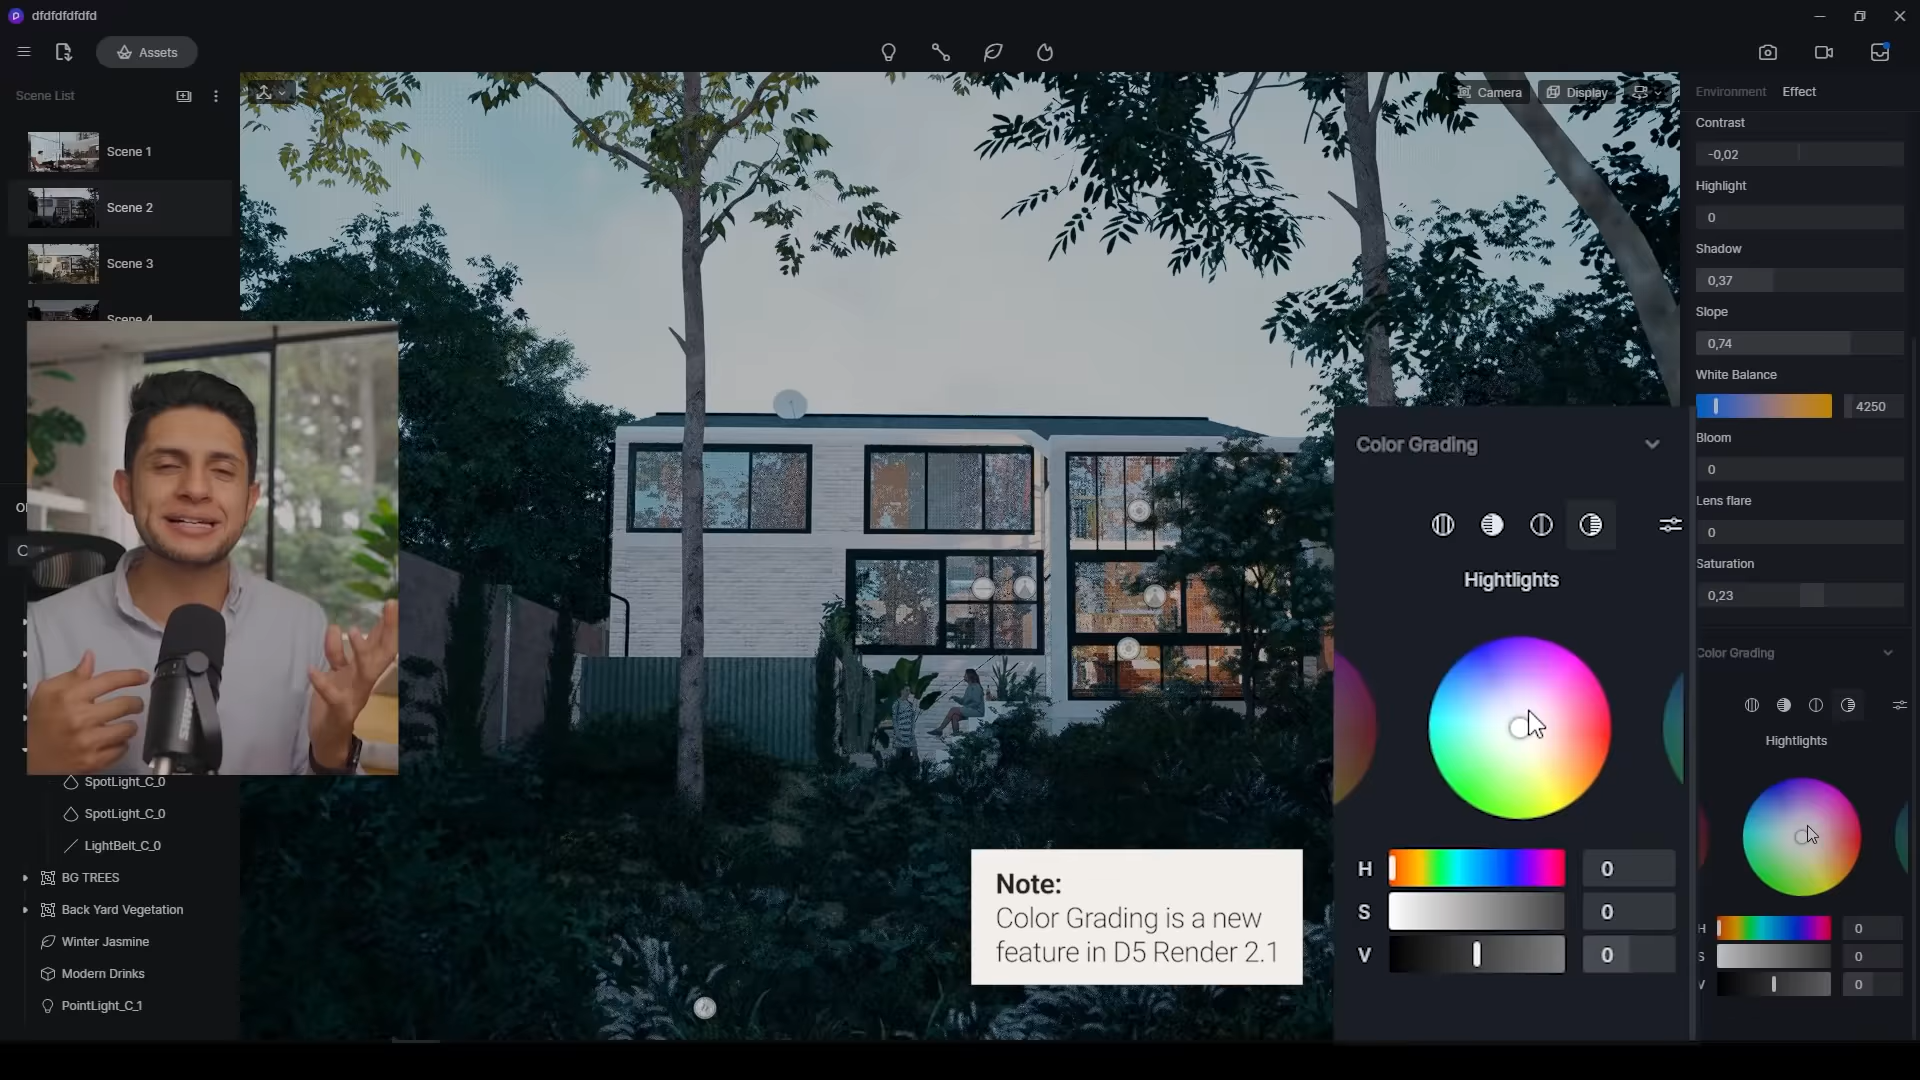 dfdfdfdfdfd
Assets
Scene List
Scene 1
Scene 2
Scene 3
Scene 4
SpotLight_C_0
SpotLight_C_0
LightBelt_C_0
BG TREES
Back Yard Vegetation
Winter Jasmine
Modern Drinks
PointLight_C_1
Camera
Display
Note:
Color Grading is a new
feature in D5 Render 2.1
Color Grading
Hightlights
H 0
S 0
V 0
Environment Effect
Contrast
-0,02
Highlight
0
Shadow
0,37
Slope
0,74
White Balance
4250
Bloom
0
Lens flare
0
Saturation
0,23
Color Grading
Hightlights
H 0
S 0
V 0